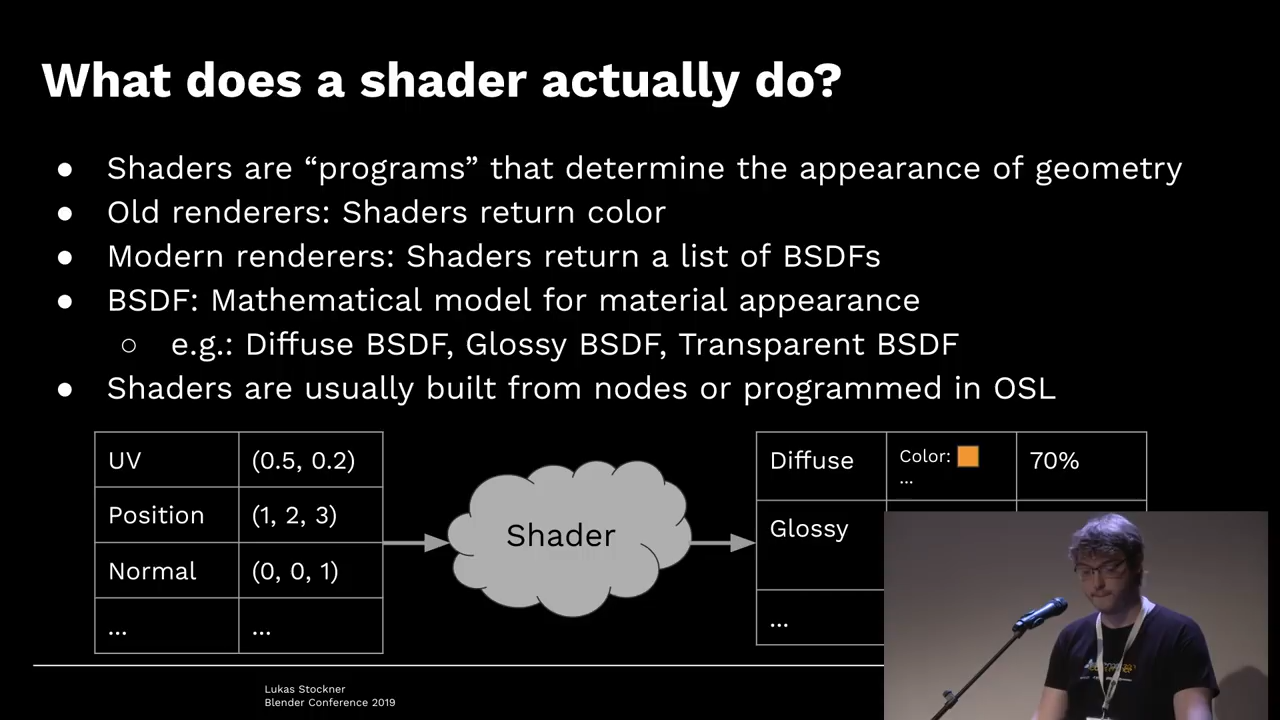 What does a shader actually do?
● Shaders are “programs” that determine the appearance of geometry
● Old renderers: Shaders return color
● Modern renderers: Shaders return a list of BSDFs
● BSDF: Mathematical model for material appearance
○ e.g.: Diffuse BSDF, Glossy BSDF, Transparent BSDF
● Shaders are usually built from nodes or programmed in OSL
UV (0.5, 0.2)
Position (1, 2, 3)
Normal (0, 0, 1)
... ...
Shader
Diffuse Color: 70%
...
Glossy
...
Lukas Stockner
Blender Conference 2019